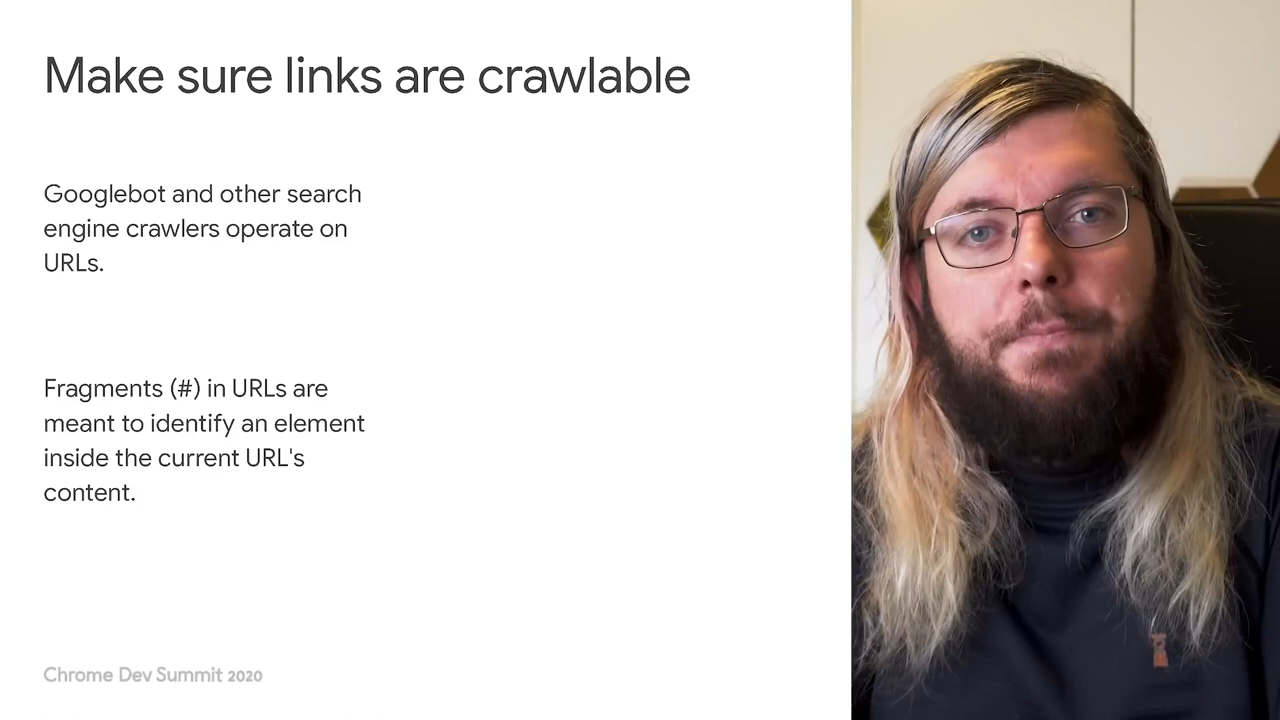 Make sure links are crawlable
Googlebot and other search
engine crawlers operate on
URLs.
Fragments (#) in URLs are
meant to identify an element
inside the current URL's
content.
Chrome Dev Summit 2020